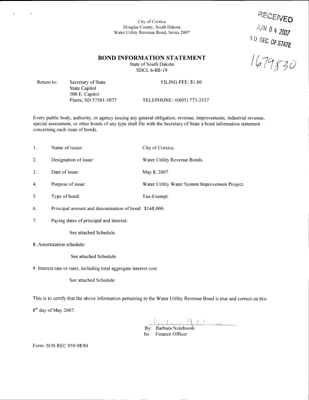 City of Corsica
Douglas County, South Dakota
Water Utility Revenue Bond, Series 2007
RECEIVED
JUN 04 2007
S.D. SEC. OF STATE
1679830
BOND INFORMATION STATEMENT
State of South Dakota
SDCL 6-8B-19
Return to: Secretary of State FILING FEE: $1.00
State Capitol
500 E. Capitol
Pierre, SD 57501-5077 TELEPHONE: #(605) 773-3537
Every public body, authority, or agency issuing any general obligation, revenue, improvements, industrial revenue,
special assessment, or other bonds of any type shall file with the Secretary of State a bond information statement
concerning each issue of bonds.
1. Name of issuer: City of Corsica.
2. Designation of issue: Water Utility Revenue Bonds.
3. Date of issue: May 8, 2007.
4. Purpose of issue: Water Utility Water System Improvement Project.
5. Type of bond: Tax-Exempt.
6. Principal amount and denomination of bond: $168,000.
7. Paying dates of principal and interest:
See attached Schedule.
8. Amortization schedule:
See attached Schedule.
9. Interest rate or rates, including total aggregate interest cost:
See attached Schedule.
This is to certify that the above information pertaining to the Water Utility Revenue Bond is true and correct on this
8th day of May 2007.
By: Barbara Noteboom
Its: Finance Officer
Form: SOS REC 050 08/84